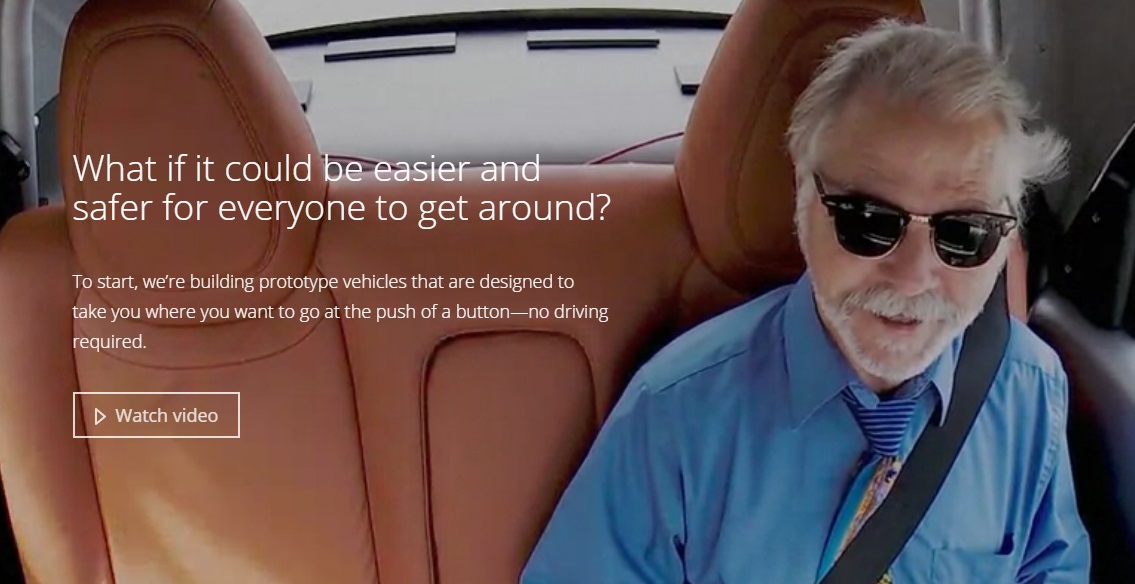 What if it could be easier and
safer for everyone to get around?
To start, we’re building prototype vehicles that are designed to
take you where you want to go at the push of a button—no driving
required.
Watch video